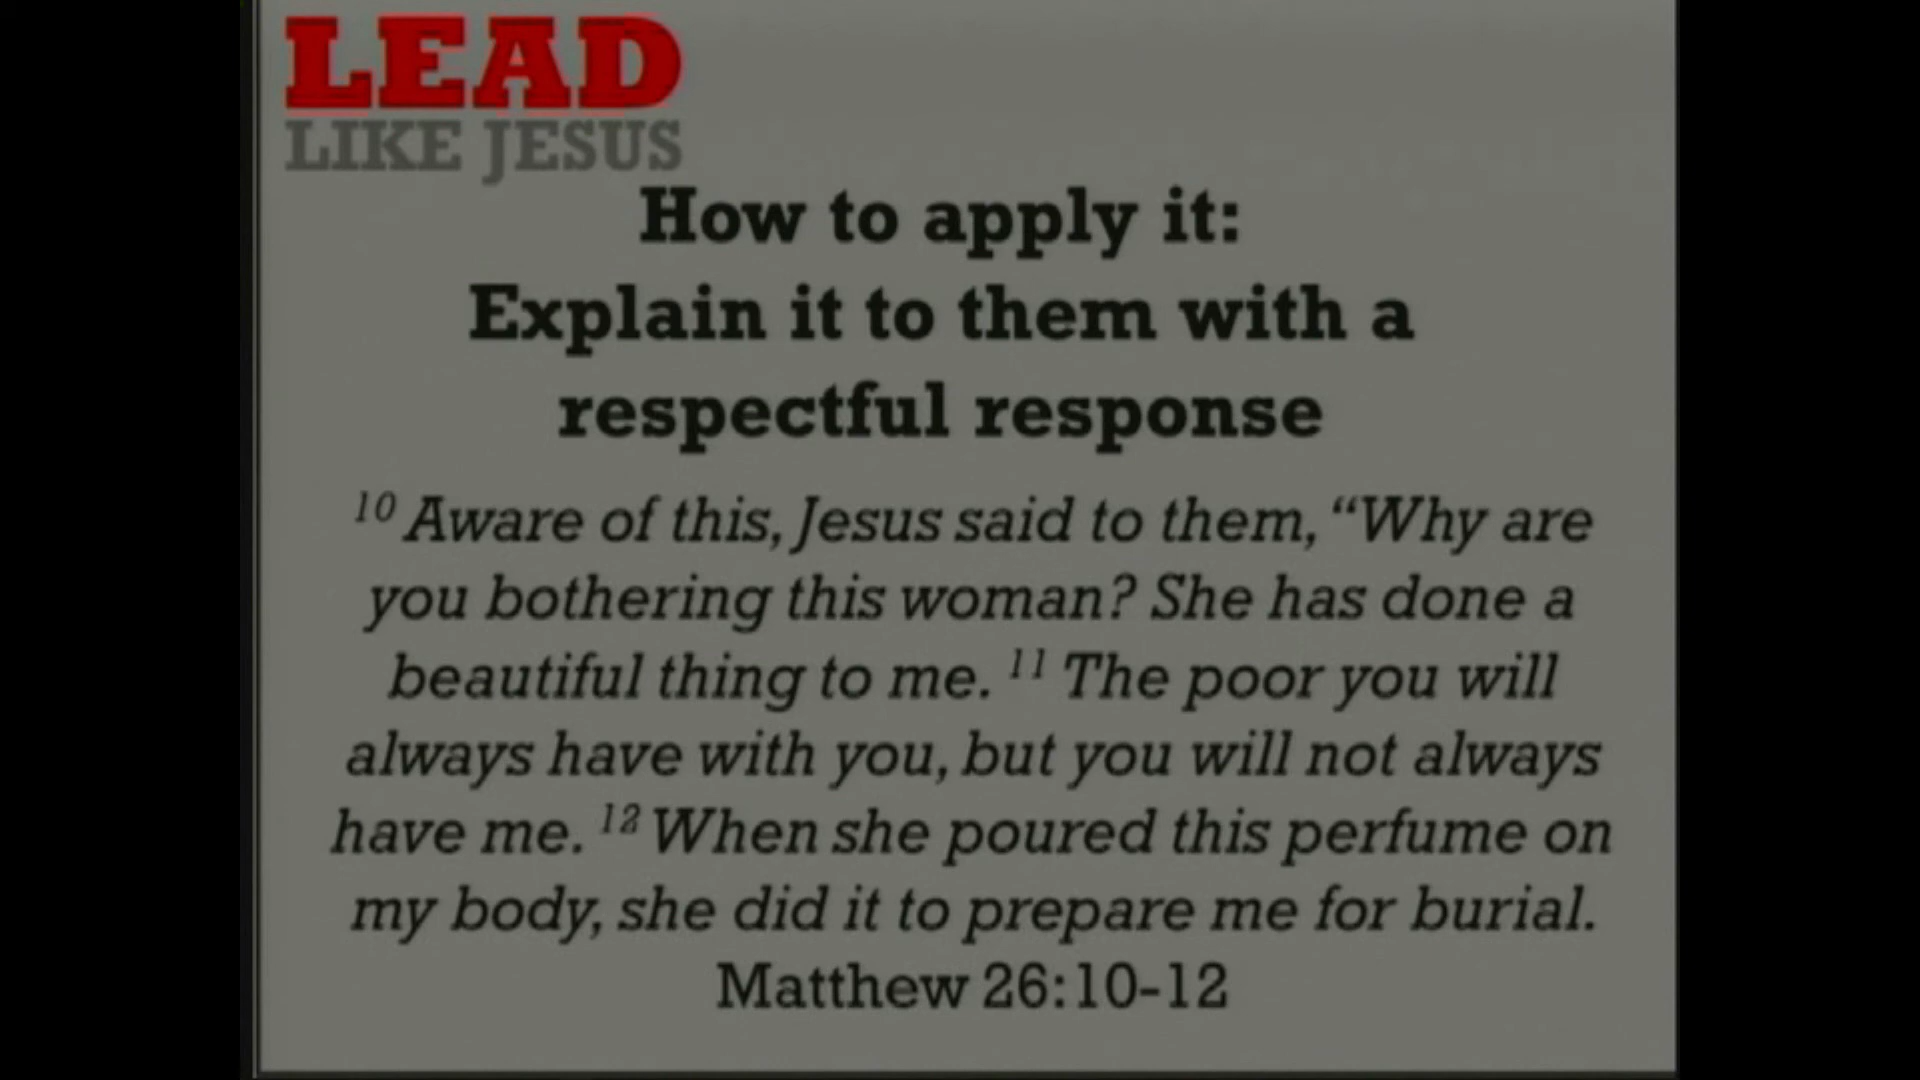 LEAD
LIKE JESUS
How to apply it:
Explain it to them with a
respectful response
10 Aware of this, Jesus said to them, “Why are
you bothering this woman? She has done a
beautiful thing to me. 11 The poor you will
always have with you, but you will not always
have me. 12 When she poured this perfume on
my body, she did it to prepare me for burial.
Matthew 26:10-12